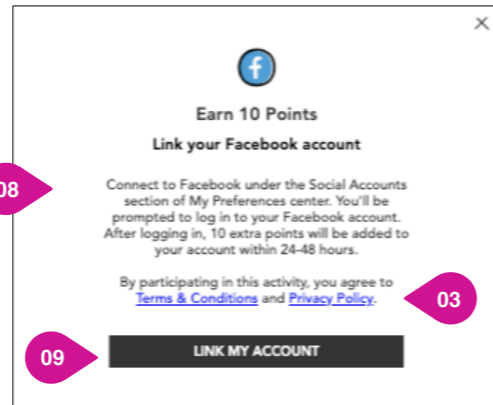 Earn 10 Points
Link your Facebook account
08
Connect to Facebook under the Social Accounts
section of My Preferences center. You'll be
prompted to log in to your Facebook account.
After logging in, 10 extra points will be added to
your account within 24-48 hours.
By participating in this activity, you agree to
Terms & Conditions and Privacy Policy.
03
09
LINK MY ACCOUNT